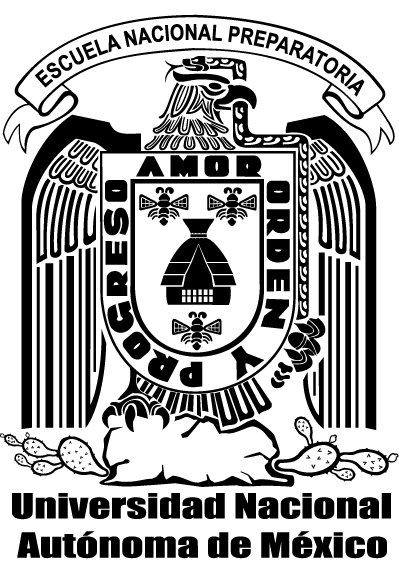 ESCUELA NACIONAL PREPARATORIA
AMOR ORDEN Y PROGRESO
Universidad Nacional
Autónoma de México